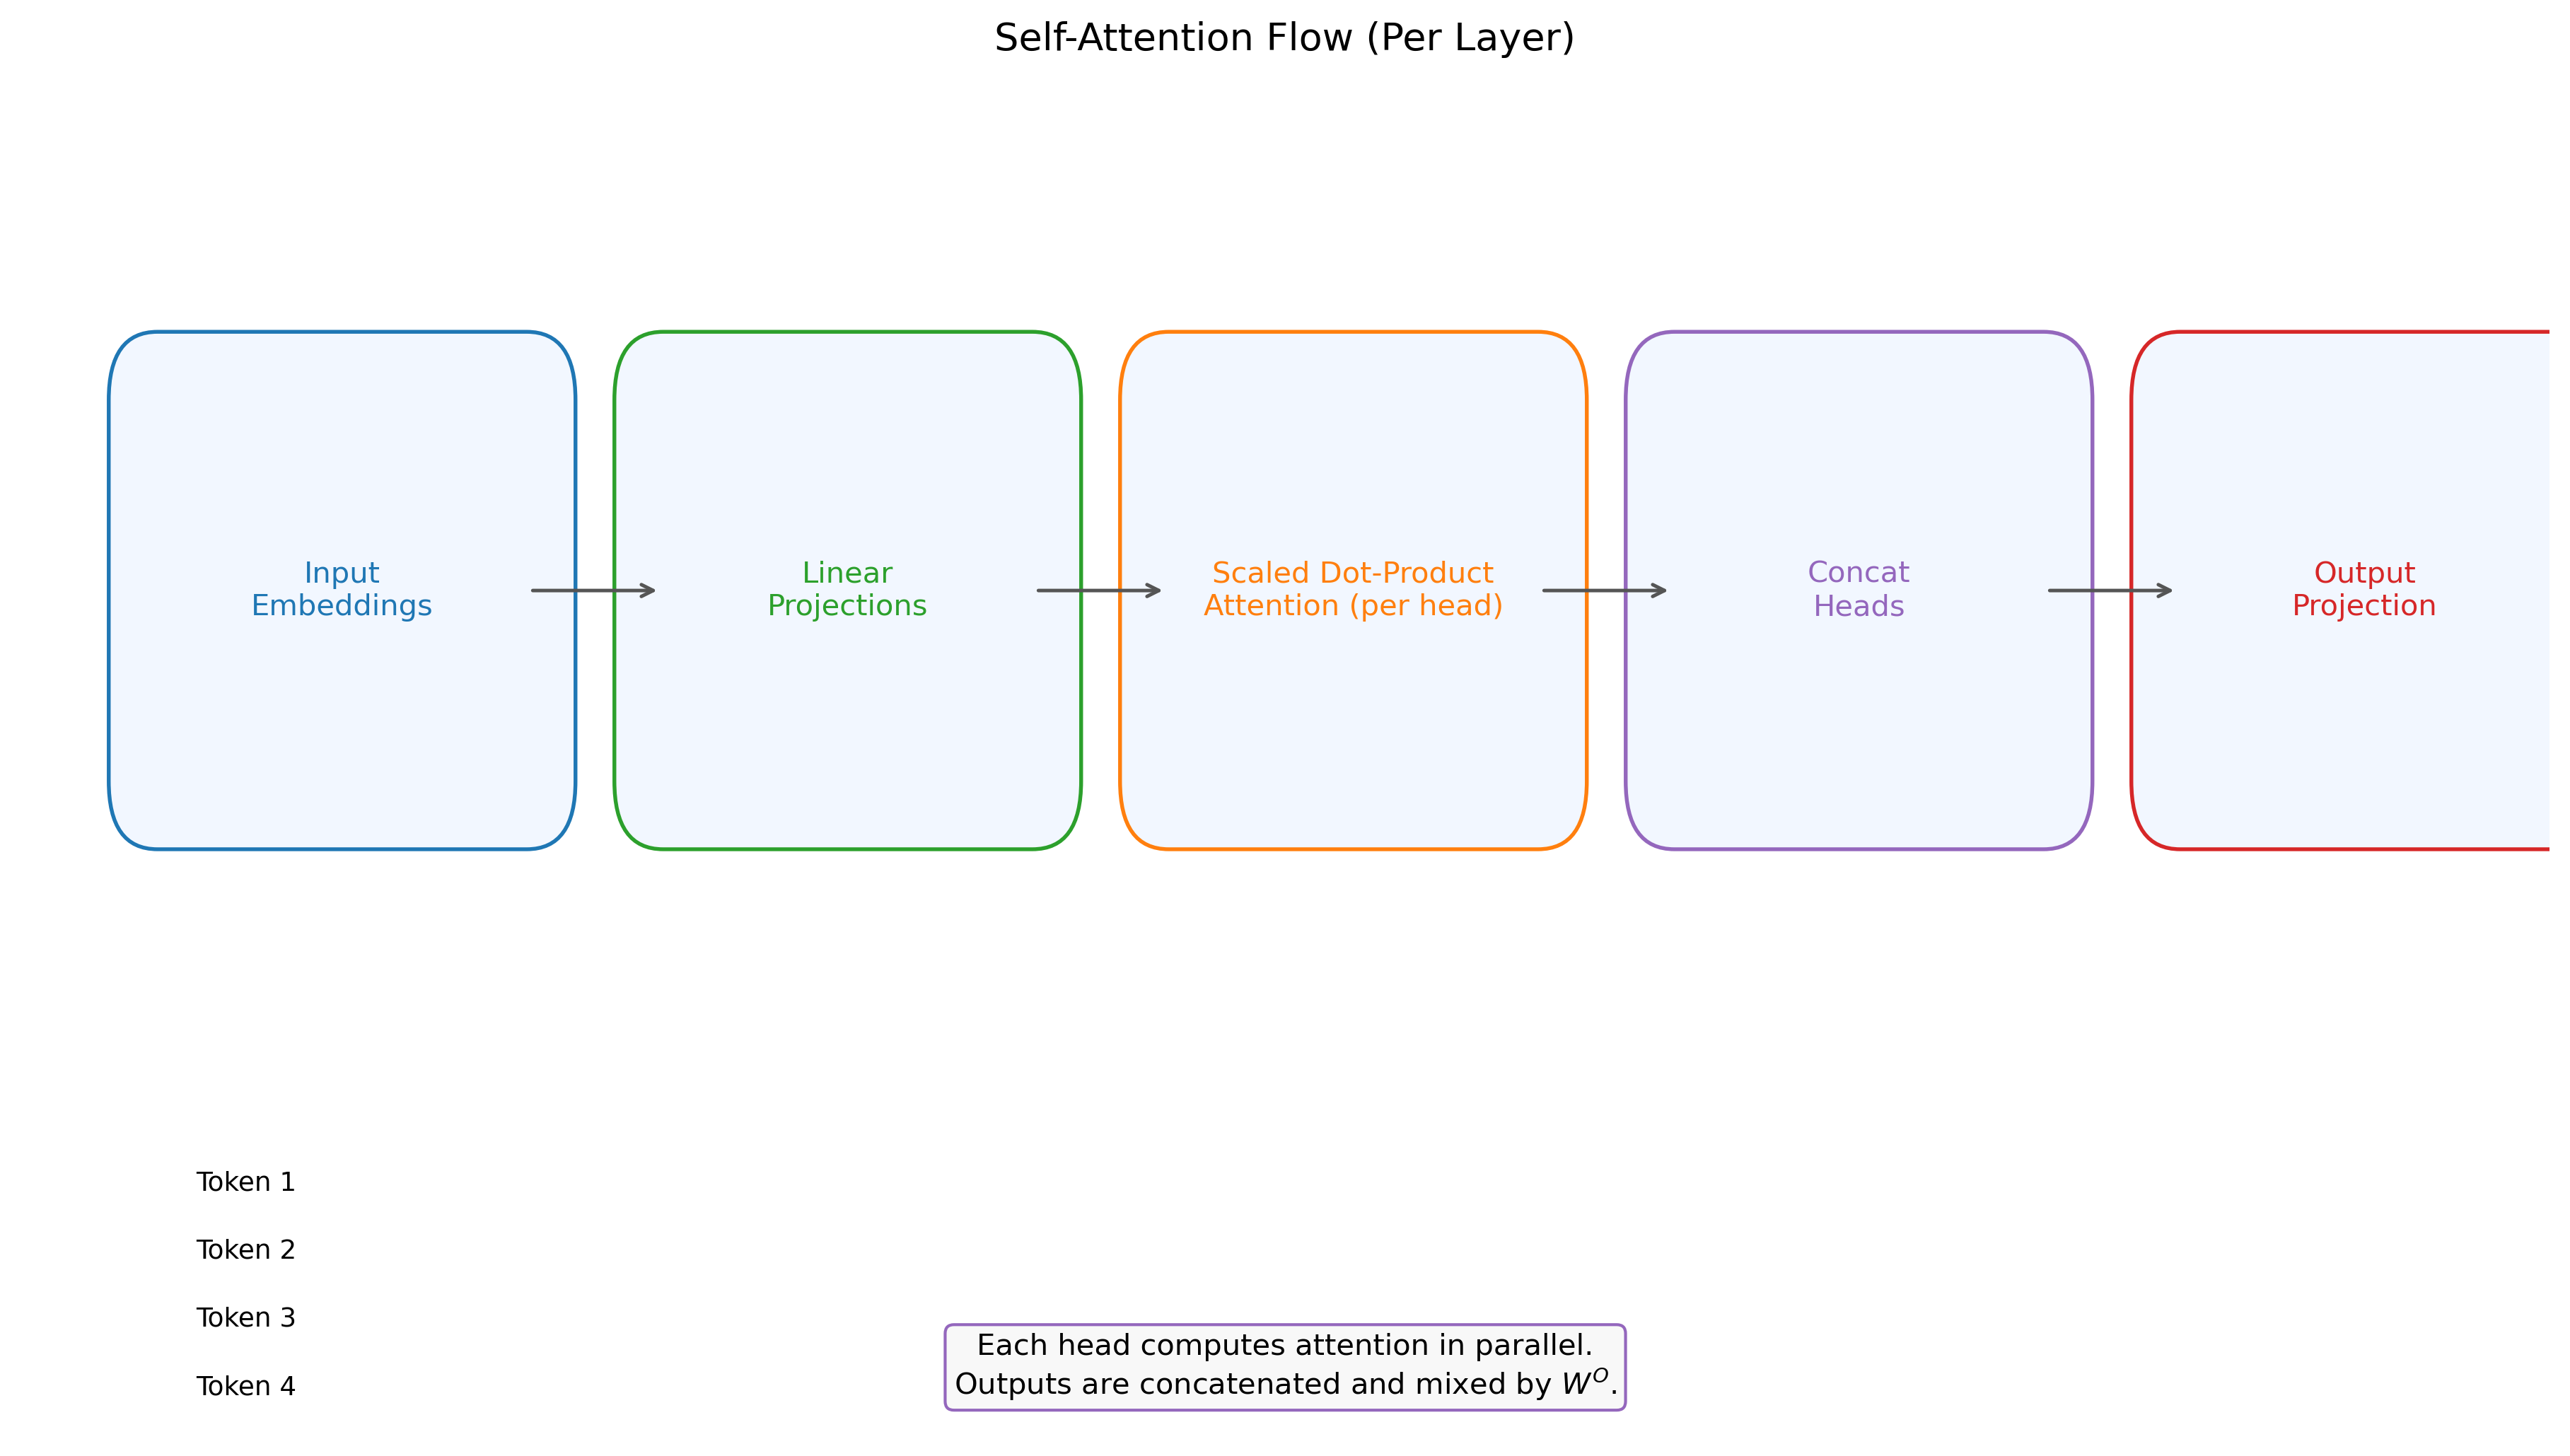 Self-Attention Flow (Per Layer)
Input
Embeddings
Linear
Projections
Scaled Dot-Product
Attention (per head)
Concat
Heads
Output
Projection
Token 1
Token 2
Token 3
Token 4
Each head computes attention in parallel.
Outputs are concatenated and mixed by W^O.